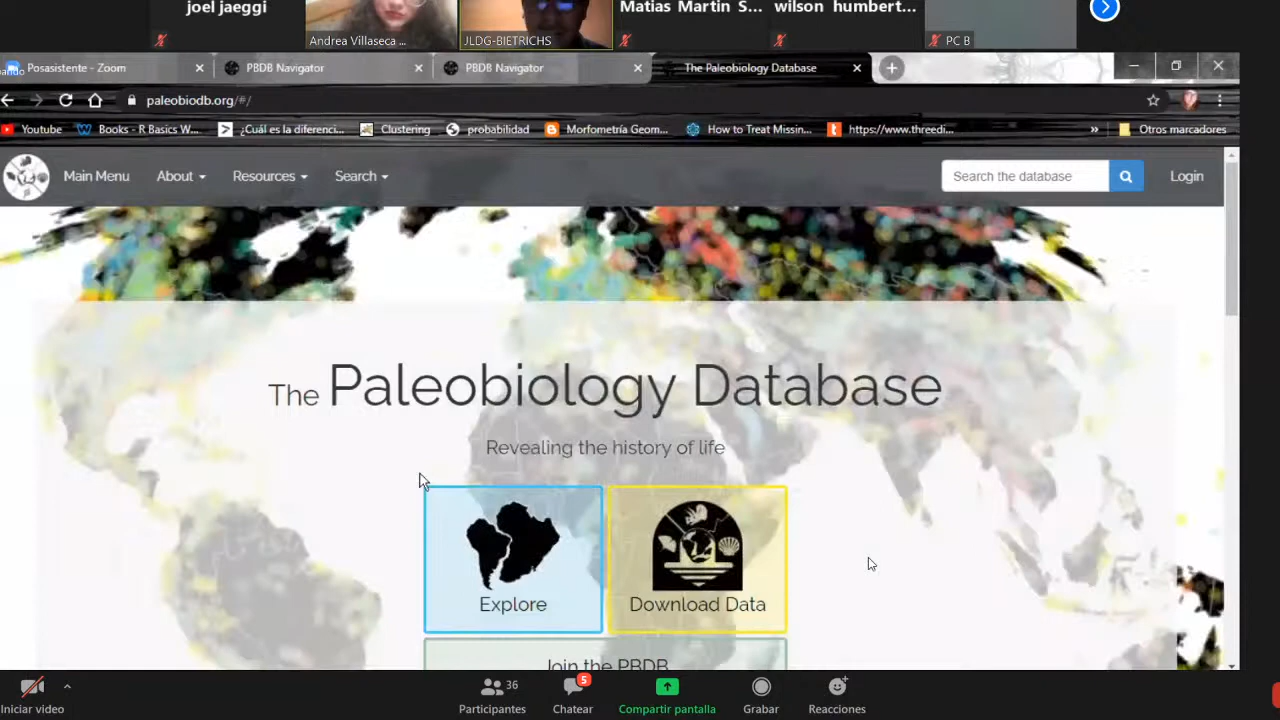 joel jaeggi
Matias Martin S...
wilson humbert...
Andrea Villaseca ...
JLDG-BIETRICHS
PC B
ando
Posasistente - Zoom
PBDB Navigator
PBDB Navigator
The Paleobiology Database
paleobiodb.org/#/
Youtube
Books - R Basics W...
¿Cuál es la diferenci...
Clustering
probabilidad
Morfometría Geom...
How to Treat Missin...
https://www.threedi...
»
Otros marcadores
Main Menu
About
Resources
Search
Search the database
Login
The Paleobiology Database
Revealing the history of life
Explore
Download Data
Join the PBDB
36
5
Iniciar video
Participantes
Chatear
Compartir pantalla
Grabar
Reacciones